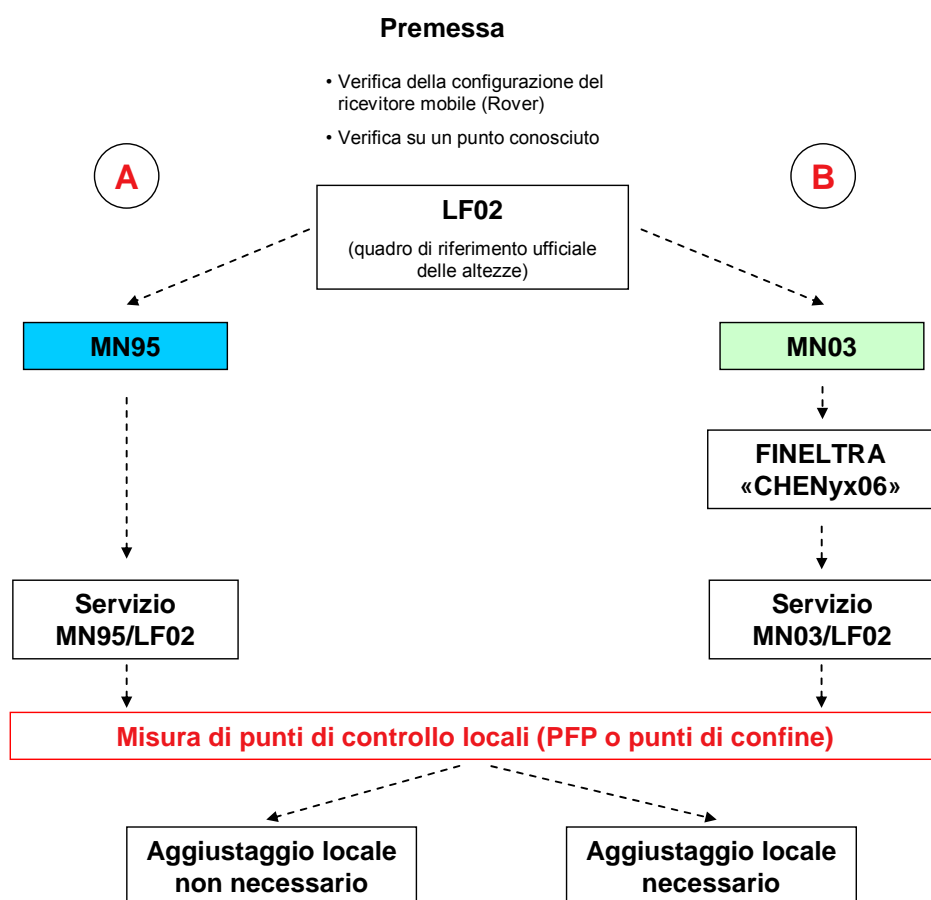 Premessa
• Verifica della configurazione del
ricevitore mobile (Rover)
• Verifica su un punto conosciuto
A
B
LF02
(quadro di riferimento ufficiale
delle altezze)
MN95
MN03
FINELTRA
«CHENyx06»
Servizio
MN95/LF02
Servizio
MN03/LF02
Misura di punti di controllo locali (PFP o punti di confine)
Aggiustaggio locale
non necessario
Aggiustaggio locale
necessario